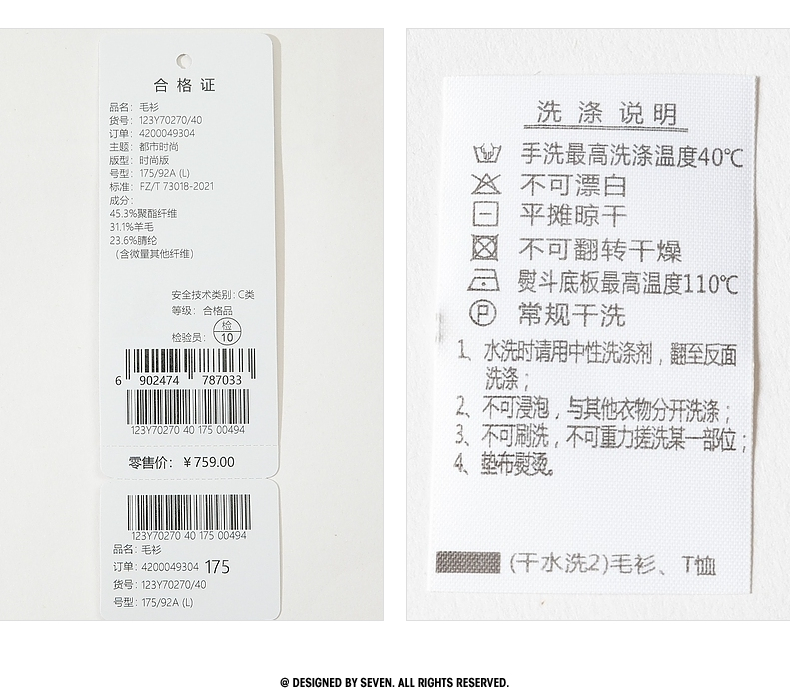 合格证
品名：毛衫
货号：123Y70270/40
订单：4200049304
主题：都市时尚
版型：时尚版
号型：175/92A (L)
标准：FZ/T 73018-2021
成分：
45.3%聚酯纤维
31.1%羊毛
23.6%腈纶
（含微量其他纤维）
安全技术类别：C类
等级：合格品
检验员：检10
6 902474 787033
123Y70270 40 175 00494
零售价：￥759.00
123Y70270 40 175 00494
品名：毛衫
订单：4200049304 175
货号：123Y70270/40
号型：175/92A (L)
洗涤说明
手洗最高洗涤温度40℃
不可漂白
平摊晾干
不可翻转干燥
熨斗底板最高温度110℃
P 常规干洗
1、水洗时请用中性洗涤剂，翻至反面
洗涤；
2、不可浸泡，与其他衣物分开洗涤；
3、不可刷洗，不可重力搓洗某一部位；
4、垫布熨烫。
(干水洗2)毛衫、T恤
@ DESIGNED BY SEVEN. ALL RIGHTS RESERVED.